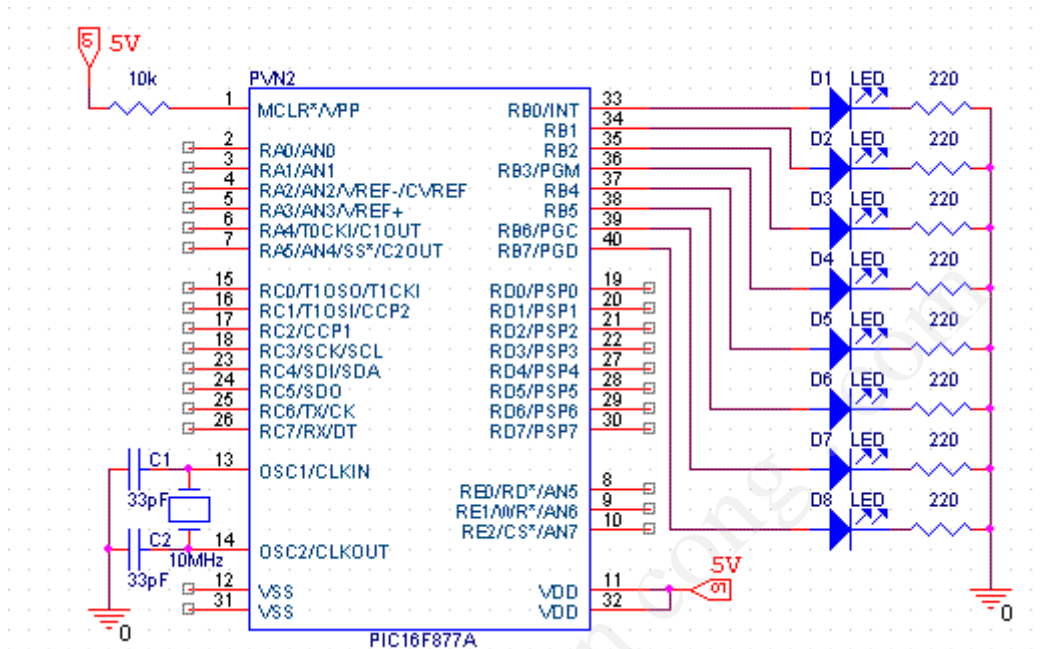 5 5V
10k
PVN2
1 MCLR*/VPP
2 RA0/AN0
3 RA1/AN1
4 RA2/AN2/VREF-/CVREF
5 RA3/AN3/VREF+
6 RA4/T0CKI/C1OUT
7 RA5/AN4/SS*/C2OUT
15 RC0/T1OSO/T1CKI
16 RC1/T1OSI/CCP2
17 RC2/CCP1
18 RC3/SCK/SCL
23 RC4/SDI/SDA
24 RC5/SDO
25 RC6/TX/CK
26 RC7/RX/DT
13 OSC1/CLKIN
14 OSC2/CLKOUT
12 VSS
31 VSS
RB0/INT 33
RB1 34
RB2 35
RB3/PGM 36
RB4 37
RB5 38
RB6/PGC 39
RB7/PGD 40
RD0/PSP0 19
RD1/PSP1 20
RD2/PSP2 21
RD3/PSP3 22
RD4/PSP4 27
RD5/PSP5 28
RD6/PSP6 29
RD7/PSP7 30
RE0/RD*/AN5 8
RE1/WR*/AN6 9
RE2/CS*/AN7 10
VDD 11
VDD 32
PIC16F877A
C1
33pF
C2
33pF
10MHz
0
5V
5
D1 LED 220
D2 LED 220
D3 LED 220
D4 LED 220
D5 LED 220
D6 LED 220
D7 LED 220
D8 LED 220
0